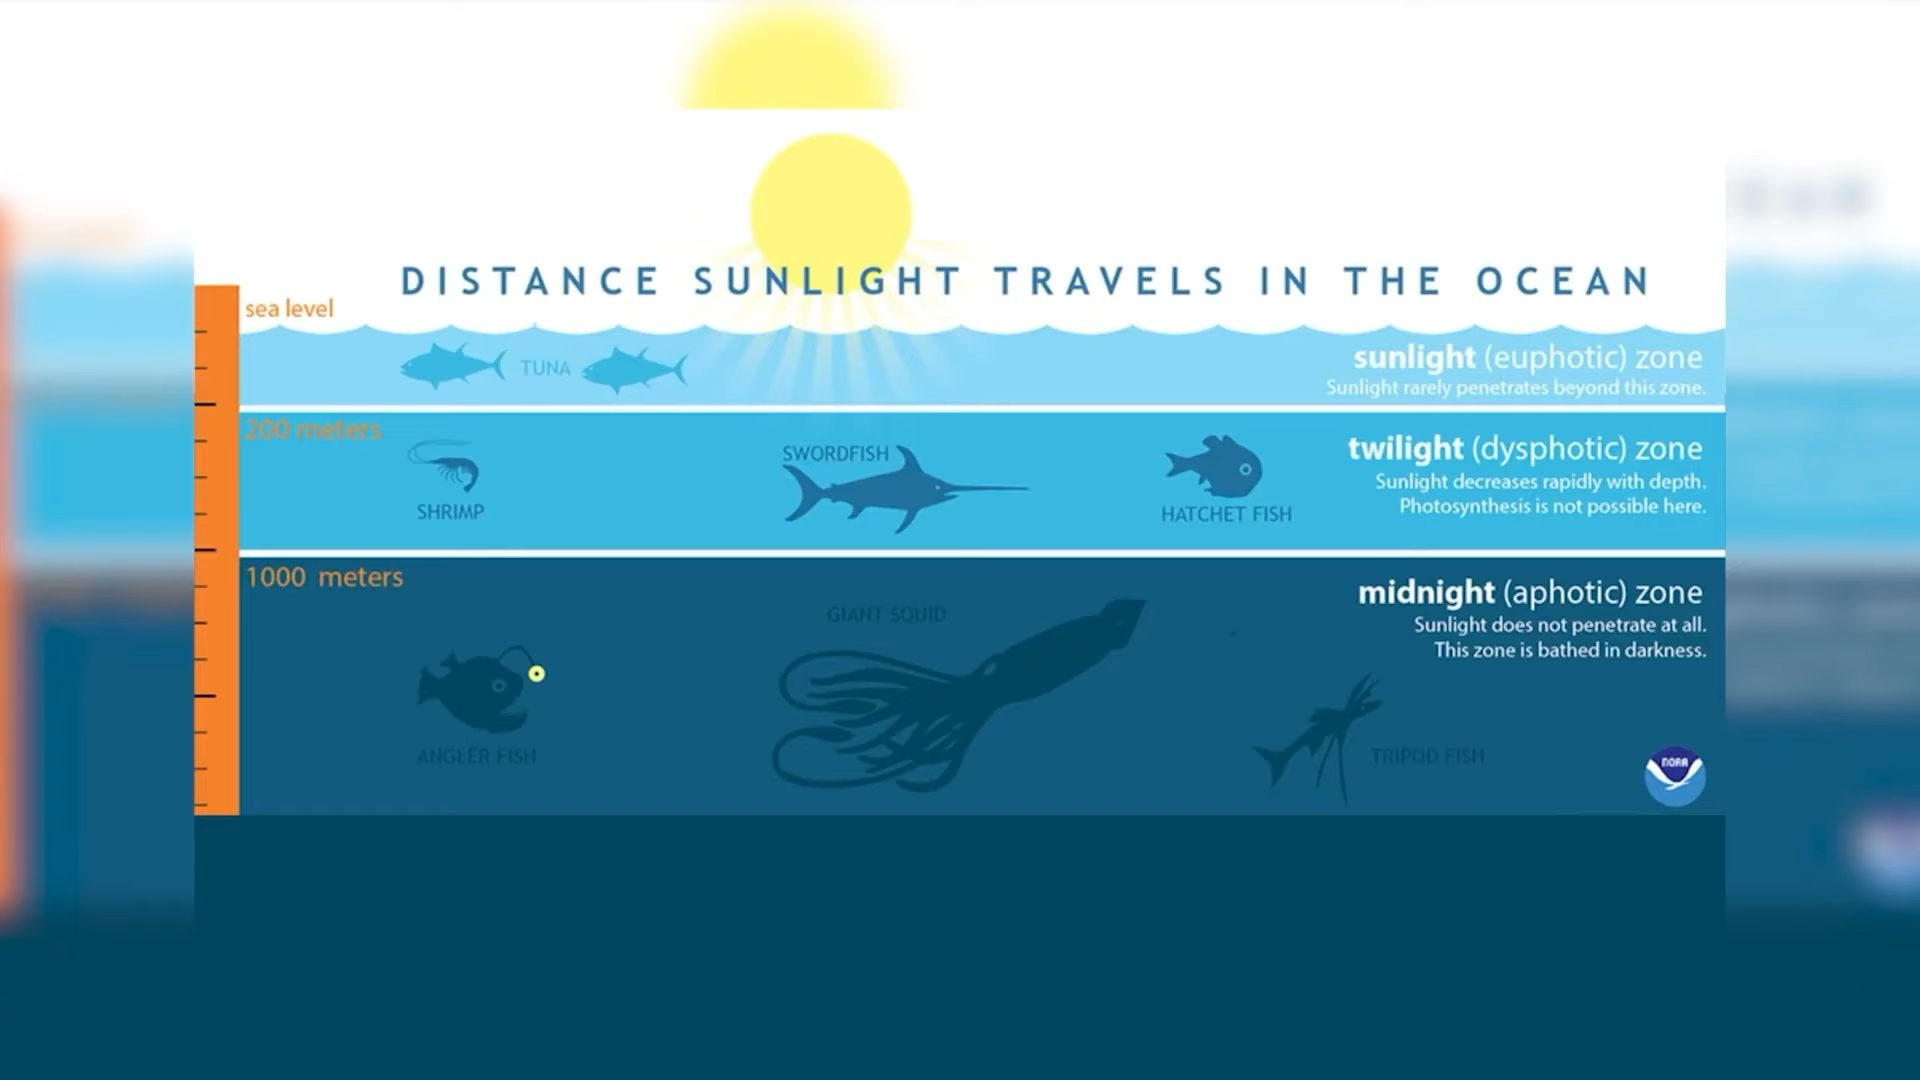 DISTANCE SUNLIGHT TRAVELS IN THE OCEAN
sea level
TUNA
sunlight (euphotic) zone
Sunlight rarely penetrates beyond this zone.
200 meters
SHRIMP
SWORDFISH
HATCHET FISH
twilight (dysphotic) zone
Sunlight decreases rapidly with depth.
Photosynthesis is not possible here.
1000 meters
ANGLER FISH
GIANT SQUID
TRIPOD FISH
midnight (aphotic) zone
Sunlight does not penetrate at all.
This zone is bathed in darkness.
NOAA